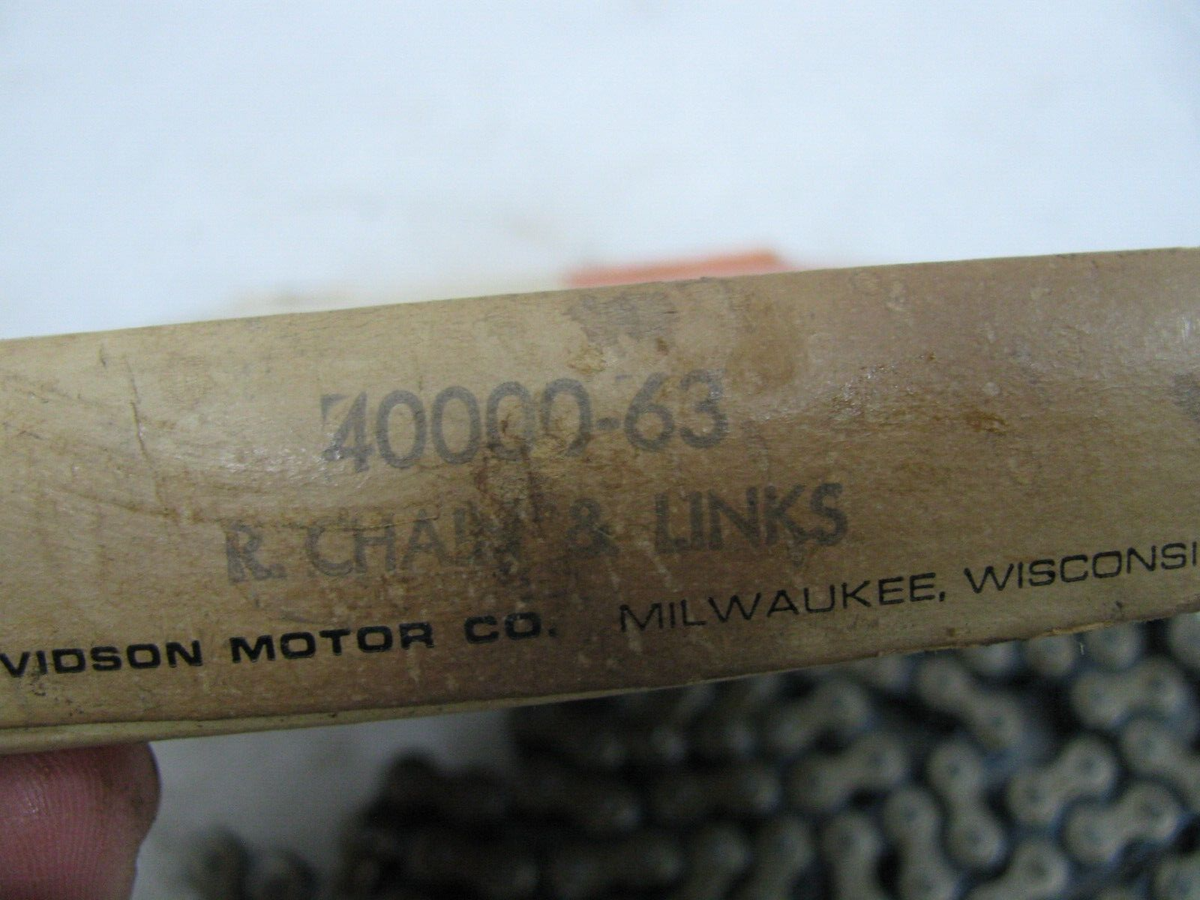 40000-63
R. CHAIN & LINKS
VIDSON MOTOR CO. MILWAUKEE, WISCONSI